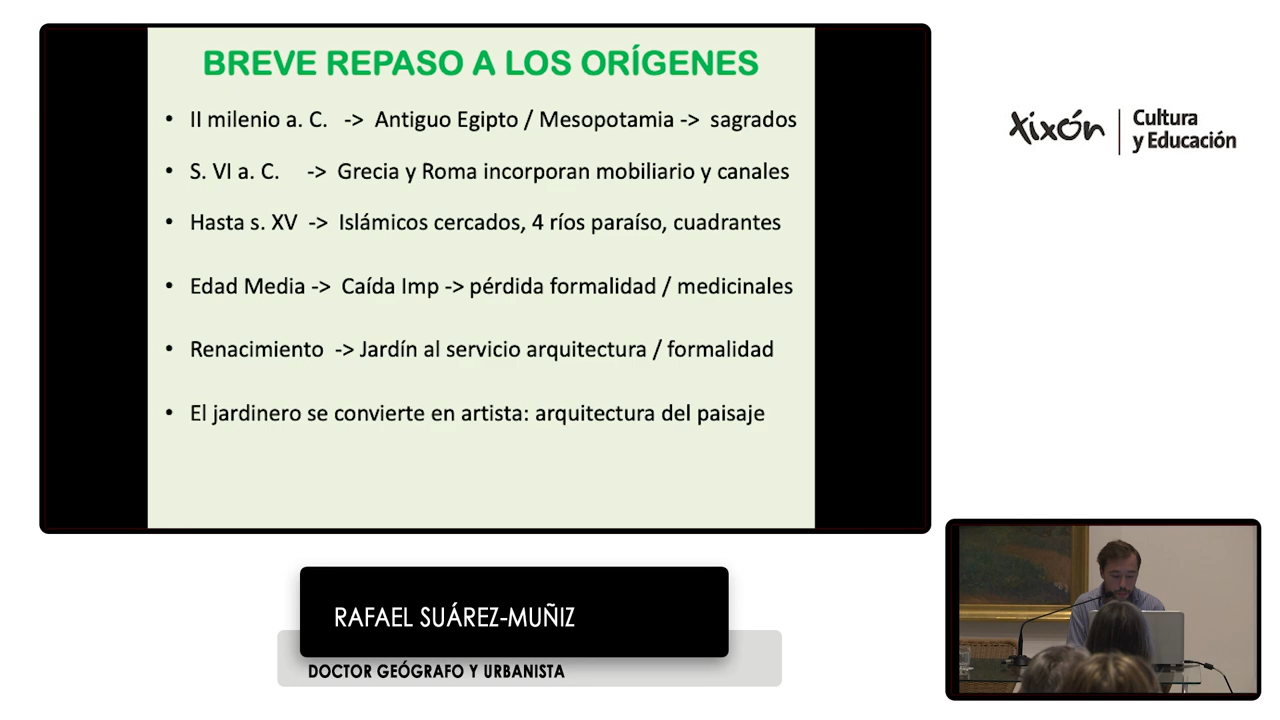 BREVE REPASO A LOS ORÍGENES
• II milenio a. C. -> Antiguo Egipto / Mesopotamia -> sagrados
• S. VI a. C. -> Grecia y Roma incorporan mobiliario y canales
• Hasta s. XV -> Islámicos cercados, 4 ríos paraíso, cuadrantes
• Edad Media -> Caída Imp -> pérdida formalidad / medicinales
• Renacimiento -> Jardín al servicio arquitectura / formalidad
• El jardinero se convierte en artista: arquitectura del paisaje
Xixón
Cultura
y Educación
RAFAEL SUÁREZ-MUÑIZ
DOCTOR GEÓGRAFO Y URBANISTA